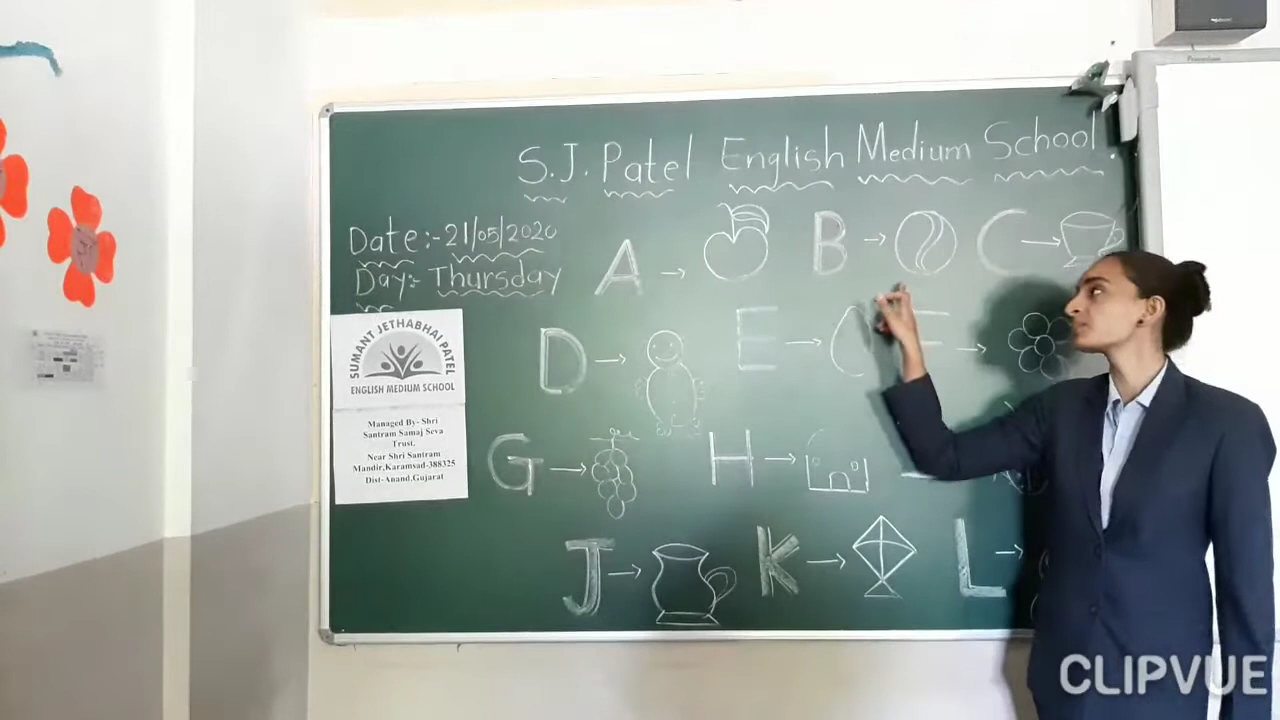 S.J. Patel English Medium School.
Date:- 21/05/2020
Day:- Thursday
A → B → C →
D → E → F →
G → H →
J → K → L →
SUMANT JETHABHAI PATEL
ENGLISH MEDIUM SCHOOL
Managed By- Shri
Santram Samaj Seva
Trust.
Near Shri Santram
Mandir,Karamsad-388325
Dist-Anand.Gujarat
CLIPVUE